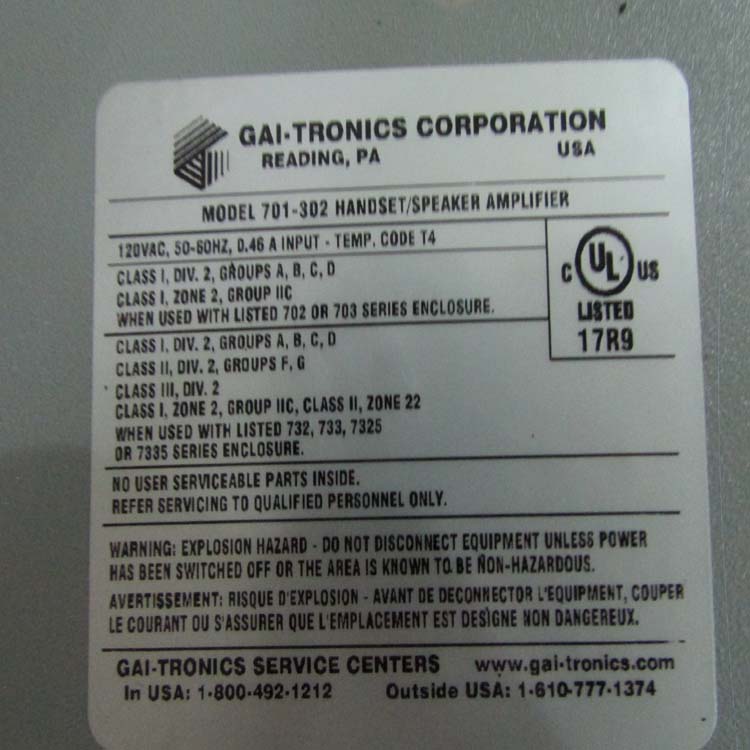 GAI-TRONICS CORPORATION
READING, PA USA
MODEL 701-302 HANDSET/SPEAKER AMPLIFIER
120VAC, 50-60HZ, 0.46 A INPUT - TEMP. CODE T4
CLASS I, DIV. 2, GROUPS A, B, C, D
CLASS I, ZONE 2, GROUP IIC
WHEN USED WITH LISTED 702 OR 703 SERIES ENCLOSURE.
C UL US
LISTED
17R9
CLASS I, DIV. 2, GROUPS A, B, C, D
CLASS II, DIV. 2, GROUPS F, G
CLASS III, DIV. 2
CLASS I, ZONE 2, GROUP IIC, CLASS II, ZONE 22
WHEN USED WITH LISTED 732, 733, 7325
OR 7335 SERIES ENCLOSURE.
NO USER SERVICEABLE PARTS INSIDE.
REFER SERVICING TO QUALIFIED PERSONNEL ONLY.
WARNING: EXPLOSION HAZARD - DO NOT DISCONNECT EQUIPMENT UNLESS POWER
HAS BEEN SWITCHED OFF OR THE AREA IS KNOWN TO BE NON-HAZARDOUS.
AVERTISSEMENT: RISQUE D'EXPLOSION - AVANT DE DECONNECTOR L'EQUIPMENT, COUPER
LE COURANT OU S'ASSURER QUE L'EMPLACEMENT EST DESIGNE NON DANGEREUX.
GAI-TRONICS SERVICE CENTERS www.gai-tronics.com
In USA: 1-800-492-1212 Outside USA: 1-610-777-1374